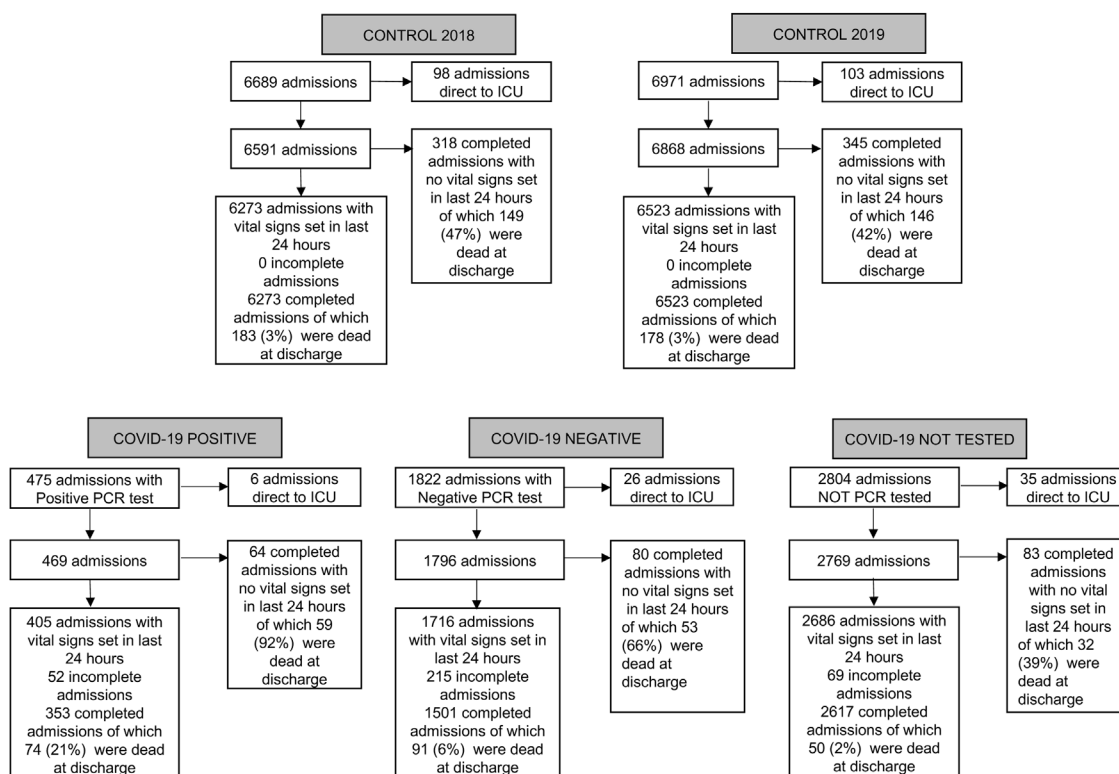 CONTROL 2018
6689 admissions
98 admissions
direct to ICU
6591 admissions
318 completed
admissions with
no vital signs set
in last 24 hours
of which 149
(47%) were
dead at
discharge
6273 admissions with
vital signs set in last
24 hours
0 incomplete
admissions
6273 completed
admissions of which
183 (3%) were dead
at discharge
CONTROL 2019
6971 admissions
103 admissions
direct to ICU
6868 admissions
345 completed
admissions with
no vital signs set
in last 24 hours
of which 146
(42%) were
dead at
discharge
6523 admissions with
vital signs set in last
24 hours
0 incomplete
admissions
6523 completed
admissions of which
178 (3%) were dead
at discharge
COVID-19 POSITIVE
475 admissions with
Positive PCR test
6 admissions
direct to ICU
469 admissions
64 completed
admissions with
no vital signs set
in last 24 hours
of which 59
(92%) were
dead at
discharge
405 admissions with
vital signs set in last
24 hours
52 incomplete
admissions
353 completed
admissions of which
74 (21%) were dead
at discharge
COVID-19 NEGATIVE
1822 admissions with
Negative PCR test
26 admissions
direct to ICU
1796 admissions
80 completed
admissions with
no vital signs set
in last 24 hours
of which 53
(66%) were
dead at
discharge
1716 admissions
with vital signs set in
last 24 hours
215 incomplete
admissions
1501 completed
admissions of which
91 (6%) were dead
at discharge
COVID-19 NOT TESTED
2804 admissions
NOT PCR tested
35 admissions
direct to ICU
2769 admissions
83 completed
admissions
with no vital
signs set in
last 24 hours
of which 32
(39%) were
dead at
discharge
2686 admissions with
vital signs set in last
24 hours
69 incomplete
admissions
2617 completed
admissions of which
50 (2%) were dead
at discharge